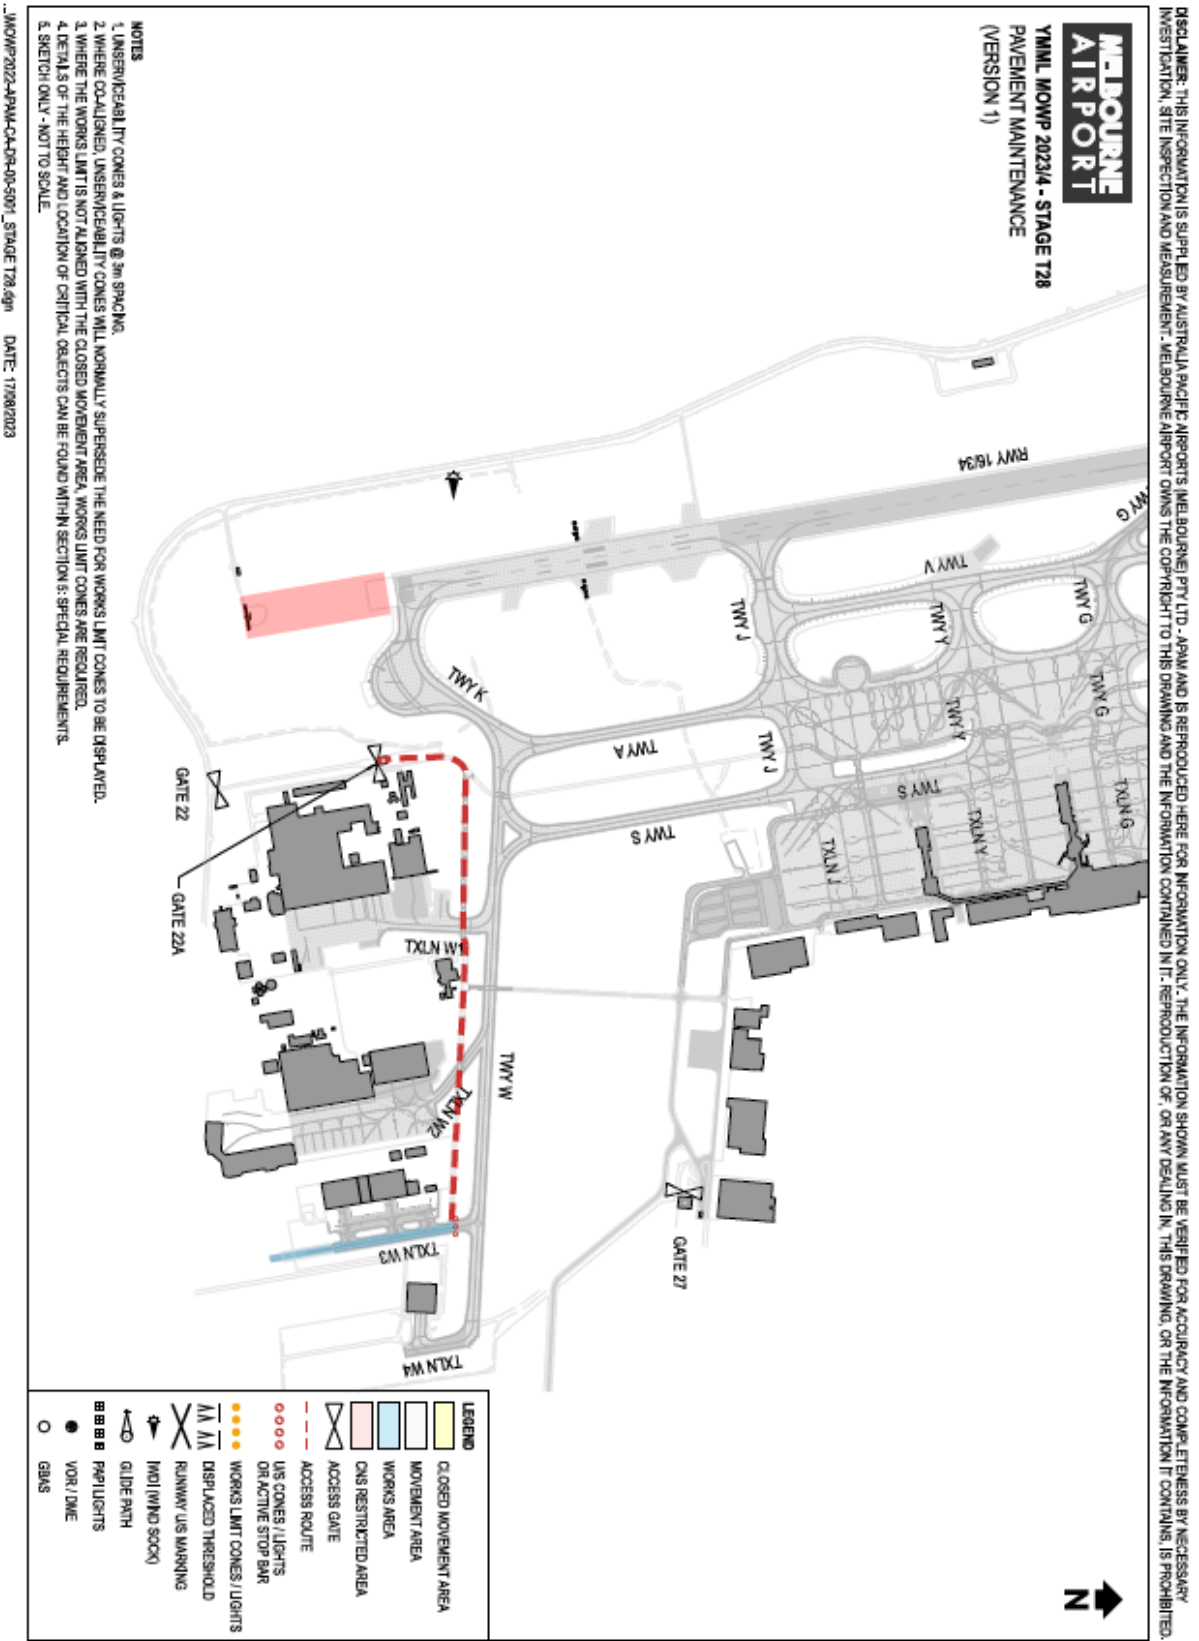 DISCLAIMER: THIS INFORMATION IS SUPPLIED BY AUSTRALIA PACIFIC AIRPORTS (MELBOURNE) PTY LTD - APAM AND IS REPRODUCED HERE FOR INFORMATION ONLY. THE INFORMATION SHOWN MUST BE VERIFIED FOR ACCURACY AND COMPLETENESS BY NECESSARY
INVESTIGATION, SITE INSPECTION AND MEASUREMENT. MELBOURNE AIRPORT OWNS THE COPYRIGHT TO THIS DRAWING AND THE INFORMATION CONTAINED IN IT. REPRODUCTION OF, OR ANY DEALING IN, THIS DRAWING, OR THE INFORMATION IT CONTAINS, IS PROHIBITED.
MELBOURNE
AIRPORT
YMML MOWP 2023/4 - STAGE T28
PAVEMENT MAINTENANCE
(VERSION 1)
RWY 16/34
TWY G
TWY V
TWY G
TWY J
TWY Y
TWY G
TWY K
TWY Y
TWY A
TWY J
TXLN G
TWY S
TXLN Y
TWY S
TXLN J
GATE 22
GATE 22A
TXLN W1
TWY W
TXLN W2
GATE 27
TXLN W3
TXLN W4
N
NOTES
1. UNSERVICEABILITY CONES & LIGHTS @ 3m SPACING.
2. WHERE CO-ALIGNED, UNSERVICEABILITY CONES WILL NORMALLY SUPERSEDE THE NEED FOR WORKS LIMIT CONES TO BE DISPLAYED.
3. WHERE THE WORKS LIMIT IS NOT ALIGNED WITH THE CLOSED MOVEMENT AREA, WORKS LIMIT CONES ARE REQUIRED.
4. DETAILS OF THE HEIGHT AND LOCATION OF CRITICAL OBJECTS CAN BE FOUND WITHIN SECTION 5: SPECIAL REQUIREMENTS.
5. SKETCH ONLY - NOT TO SCALE.
LEGEND
CLOSED MOVEMENT AREA
MOVEMENT AREA
WORKS AREA
CNS RESTRICTED AREA
ACCESS GATE
ACCESS ROUTE
U/S CONES / LIGHTS
OR ACTIVE STOP BAR
WORKS LIMIT CONES / LIGHTS
DISPLACED THRESHOLD
RUNWAY U/S MARKING
IWDI (WIND SOCK)
GLIDE PATH
PAPI LIGHTS
VOR / DME
GBAS
...\MOWP2022-APAM-CA-DR-00-5001_STAGE T28.dgn DATE: 17/08/2023